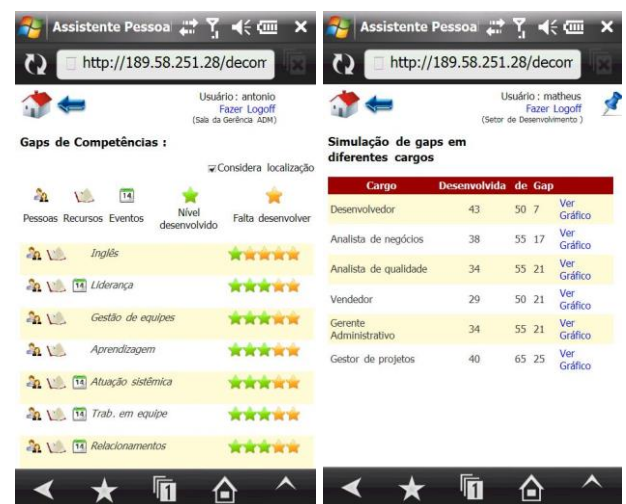 Assistente Pessoa
http://189.58.251.28/decom
Usuário : antonio
Fazer Logoff
(Sala da Gerência ADM)
Gaps de Competências :
Considera localização
14
Pessoas Recursos Eventos Nível desenvolvido Falta desenvolver
Inglês
14 Liderança
Gestão de equipes
Aprendizagem
14 Atuação sistêmica
14 Trab. em equipe
14 Relacionamentos
1
Assistente Pessoa
http://189.58.251.28/decom
Usuário : matheus
Fazer Logoff
(Setor de Desenvolvimento )
Simulação de gaps em
diferentes cargos
Cargo Desenvolvida de Gap
Desenvolvedor 43 50 7 Ver Gráfico
Analista de negócios 38 55 17 Ver Gráfico
Analista de qualidade 34 55 21 Ver Gráfico
Vendedor 29 50 21 Ver Gráfico
Gerente Administrativo 34 55 21 Ver Gráfico
Gestor de projetos 40 65 25 Ver Gráfico
1